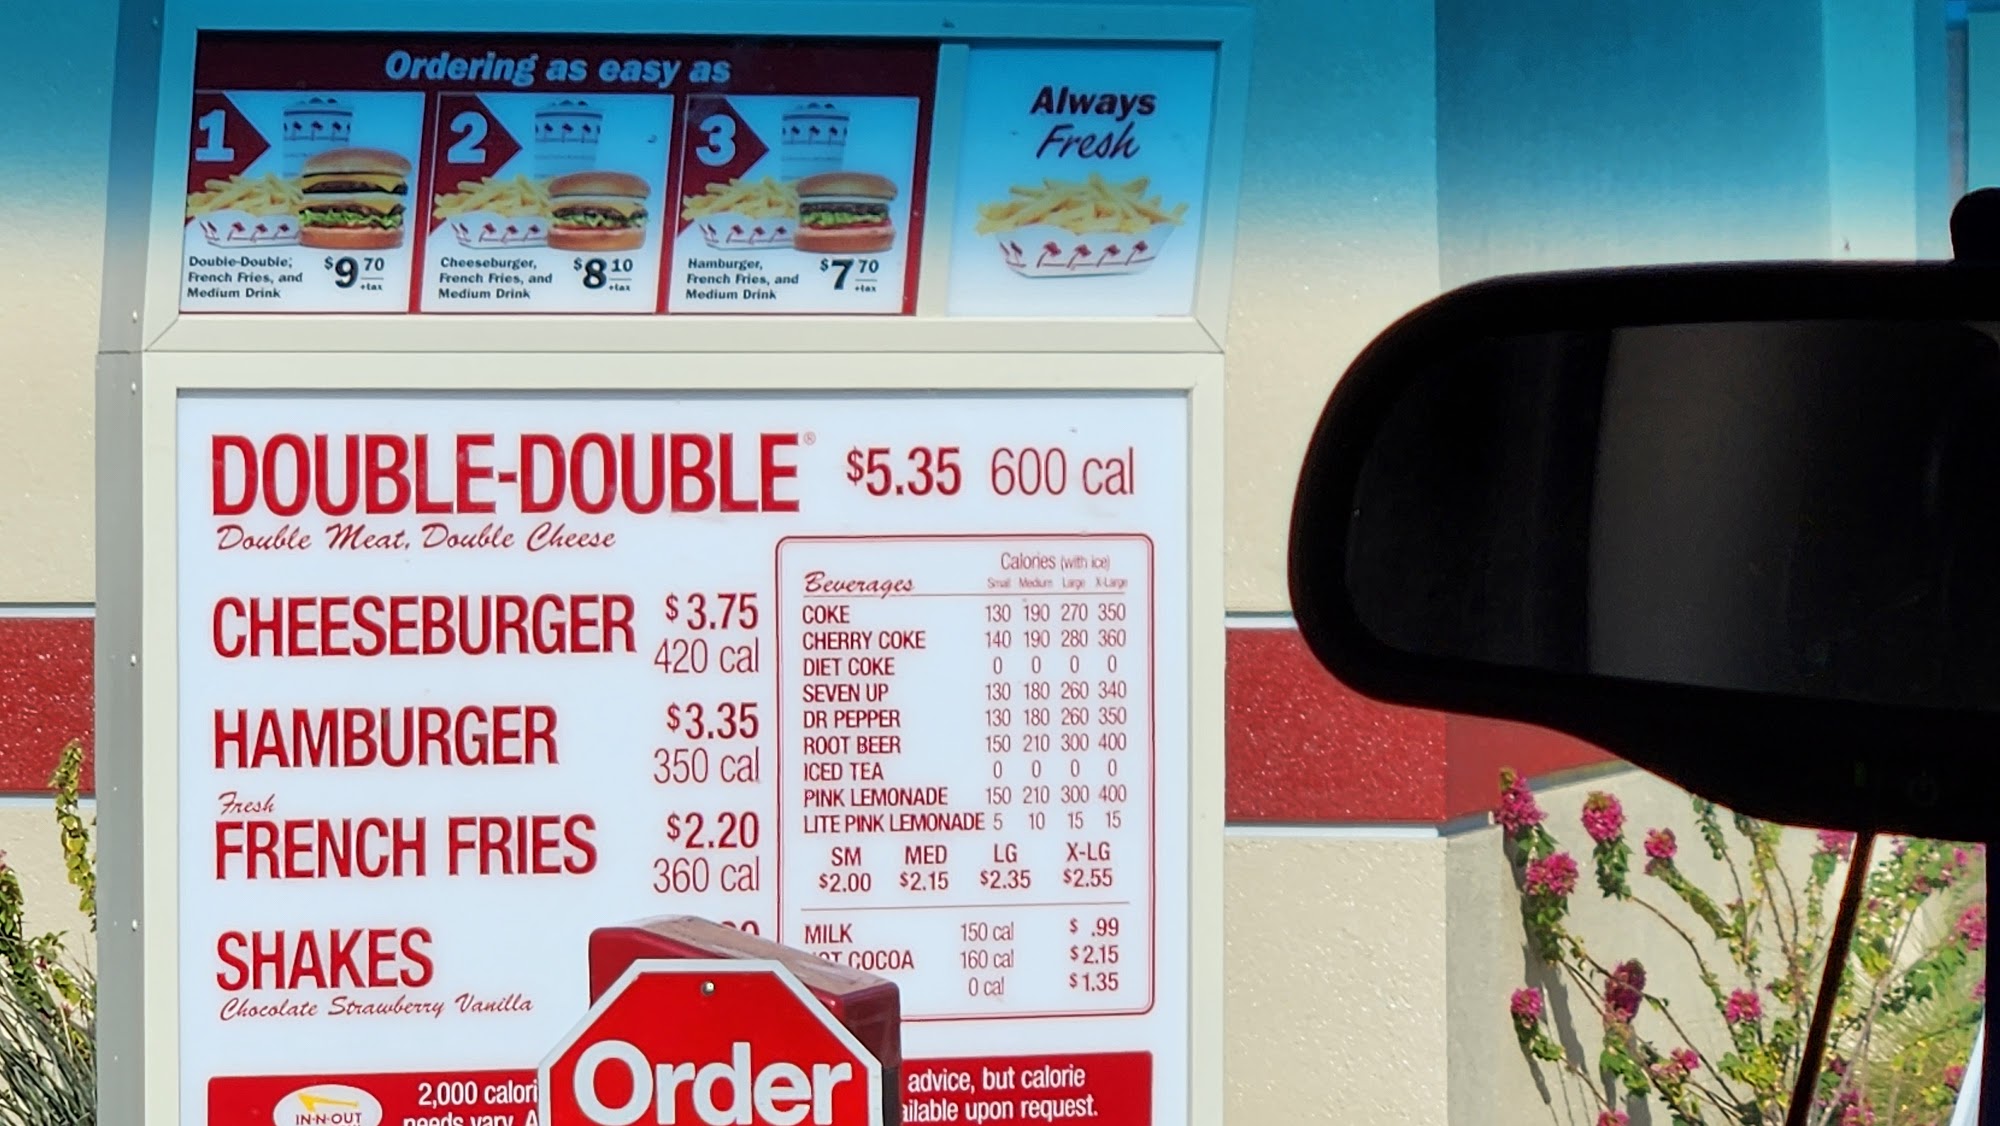 Ordering as easy as
1
Double-Double,
French Fries, and
Medium Drink
$9 70
+tax
2
Cheeseburger,
French Fries, and
Medium Drink
$8 10
+tax
3
Hamburger,
French Fries, and
Medium Drink
$7 70
+tax
Always
Fresh
DOUBLE-DOUBLE® $5.35 600 cal
Double Meat, Double Cheese
CHEESEBURGER $3.75
420 cal
HAMBURGER $3.35
350 cal
Fresh
FRENCH FRIES $2.20
360 cal
SHAKES
Chocolate Strawberry Vanilla
Calories (with ice)
Beverages Small Medium Large X-Large
COKE 130 190 270 350
CHERRY COKE 140 190 280 360
DIET COKE 0 0 0 0
SEVEN UP 130 180 260 340
DR PEPPER 130 180 260 350
ROOT BEER 150 210 300 400
ICED TEA 0 0 0 0
PINK LEMONADE 150 210 300 400
LITE PINK LEMONADE 5 10 15 15
SM MED LG X-LG
$2.00 $2.15 $2.35 $2.55
MILK 150 cal $ .99
COCOA 160 cal $2.15
0 cal $1.35
IN-N-OUT
2,000
needs vary.
advice, but calorie
upon request.
Order